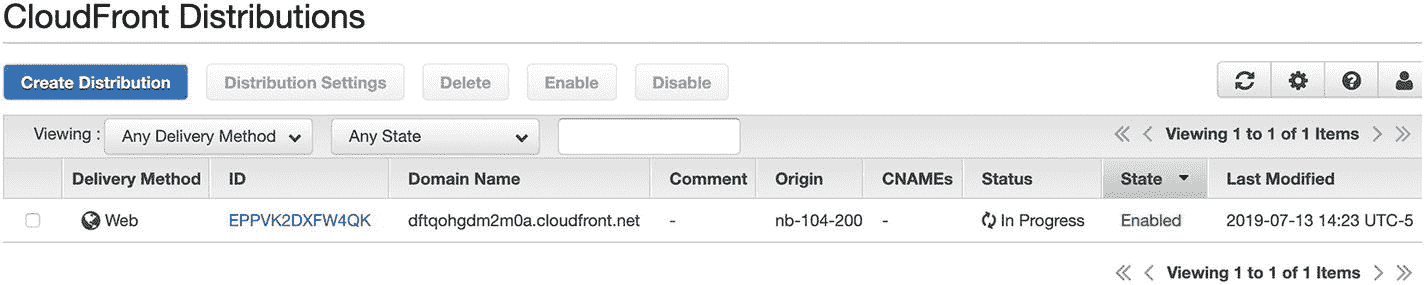 CloudFront Distributions
Create Distribution Distribution Settings Delete Enable Disable
Viewing : Any Delivery Method Any State Viewing 1 to 1 of 1 Items
Delivery Method ID Domain Name Comment Origin CNAMEs Status State Last Modified
Web EPPVK2DXFW4QK dftqohgdm2m0a.cloudfront.net - nb-104-200 - In Progress Enabled 2019-07-13 14:23 UTC-5
Viewing 1 to 1 of 1 Items